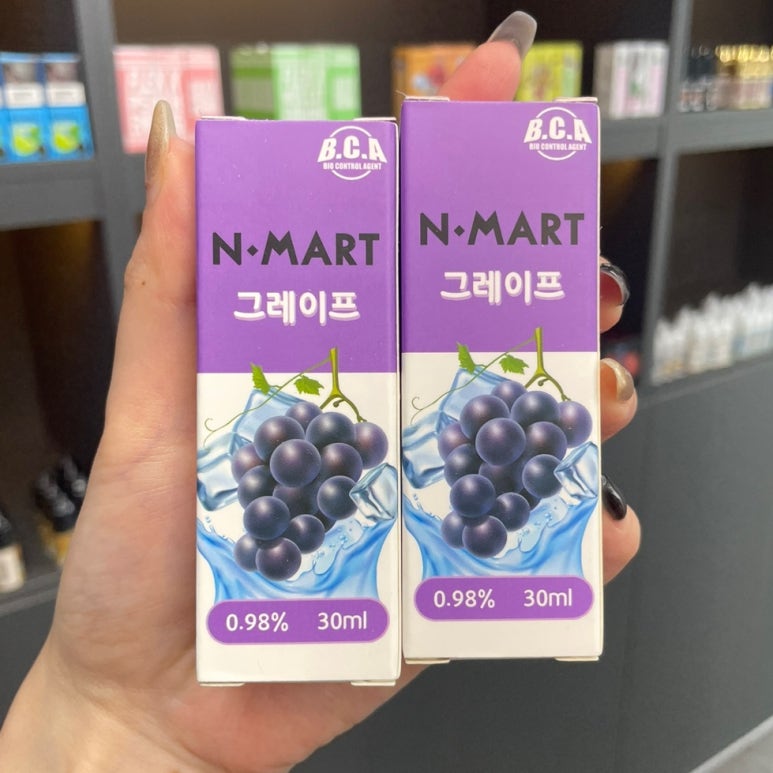 B.C.A
BIO CONTROL AGENT
N·MART
그레이프
0.98% 30ml
B.C.A
BIO CONTROL AGENT
N·MART
그레이프
0.98% 30ml